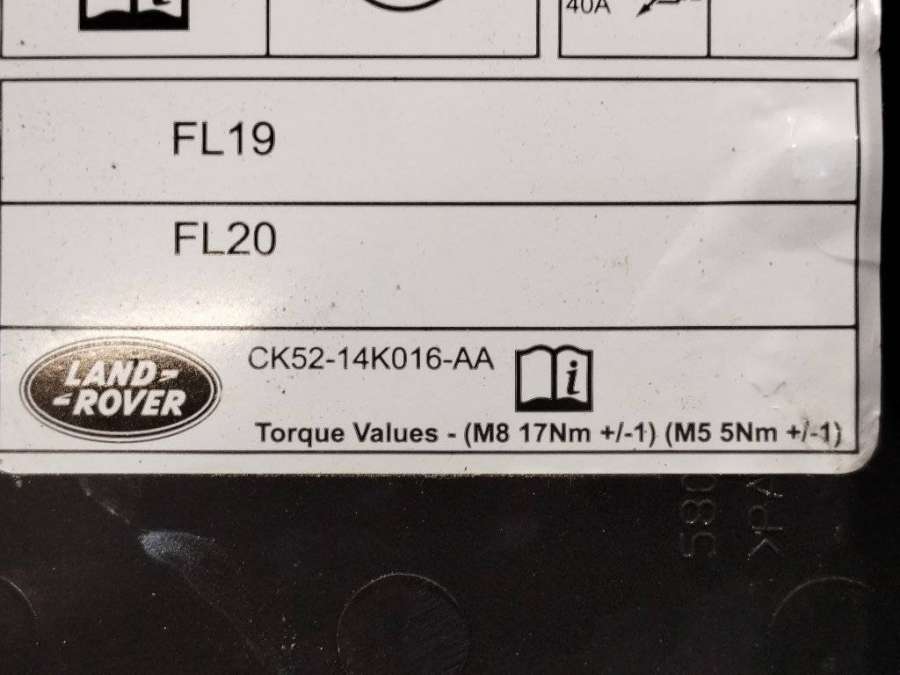 40A
FL19
FL20
LAND-
-ROVER
CK52-14K016-AA
i
Torque Values - (M8 17Nm +/-1) (M5 5Nm +/-1)